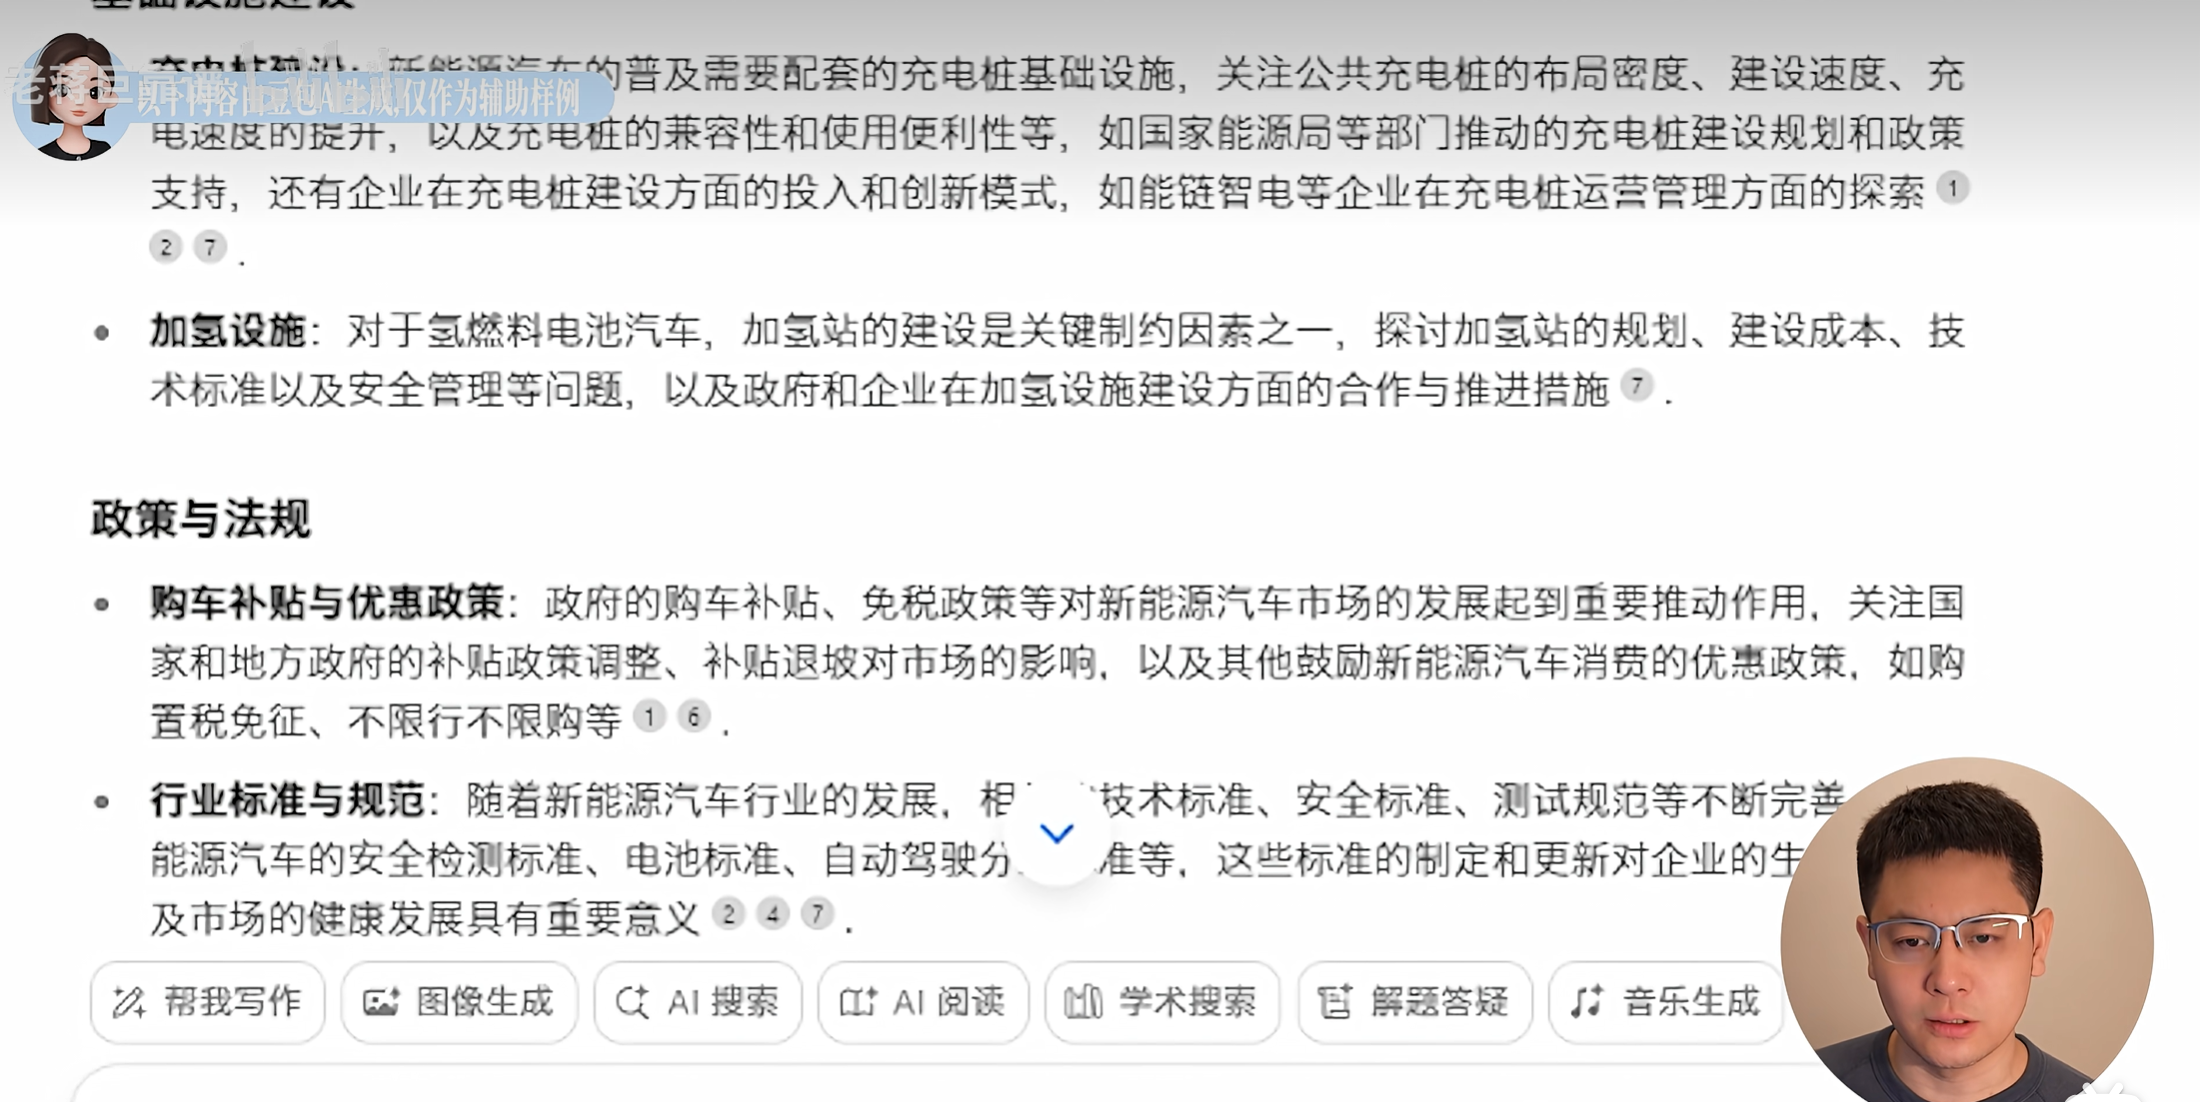 基础设施建设
老蒋巨靠谱 bilibili
以下内容由豆包AI生成,仅作为辅助样例
充电桩建设：新能源汽车的普及需要配套的充电桩基础设施，关注公共充电桩的布局密度、建设速度、充
电速度的提升，以及充电桩的兼容性和使用便利性等，如国家能源局等部门推动的充电桩建设规划和政策
支持，还有企业在充电桩建设方面的投入和创新模式，如能链智电等企业在充电桩运营管理方面的探索 1
2 7 .
• 加氢设施：对于氢燃料电池汽车，加氢站的建设是关键制约因素之一，探讨加氢站的规划、建设成本、技
术标准以及安全管理等问题，以及政府和企业在加氢设施建设方面的合作与推进措施 7 .
政策与法规
• 购车补贴与优惠政策：政府的购车补贴、免税政策等对新能源汽车市场的发展起到重要推动作用，关注国
家和地方政府的补贴政策调整、补贴退坡对市场的影响，以及其他鼓励新能源汽车消费的优惠政策，如购
置税免征、不限行不限购等 1 6 .
• 行业标准与规范：随着新能源汽车行业的发展，相 技术标准、安全标准、测试规范等不断完善
能源汽车的安全检测标准、电池标准、自动驾驶分 准等，这些标准的制定和更新对企业的生
及市场的健康发展具有重要意义 2 4 7 .
帮我写作 图像生成 AI 搜索 AI 阅读 学术搜索 解题答疑 音乐生成